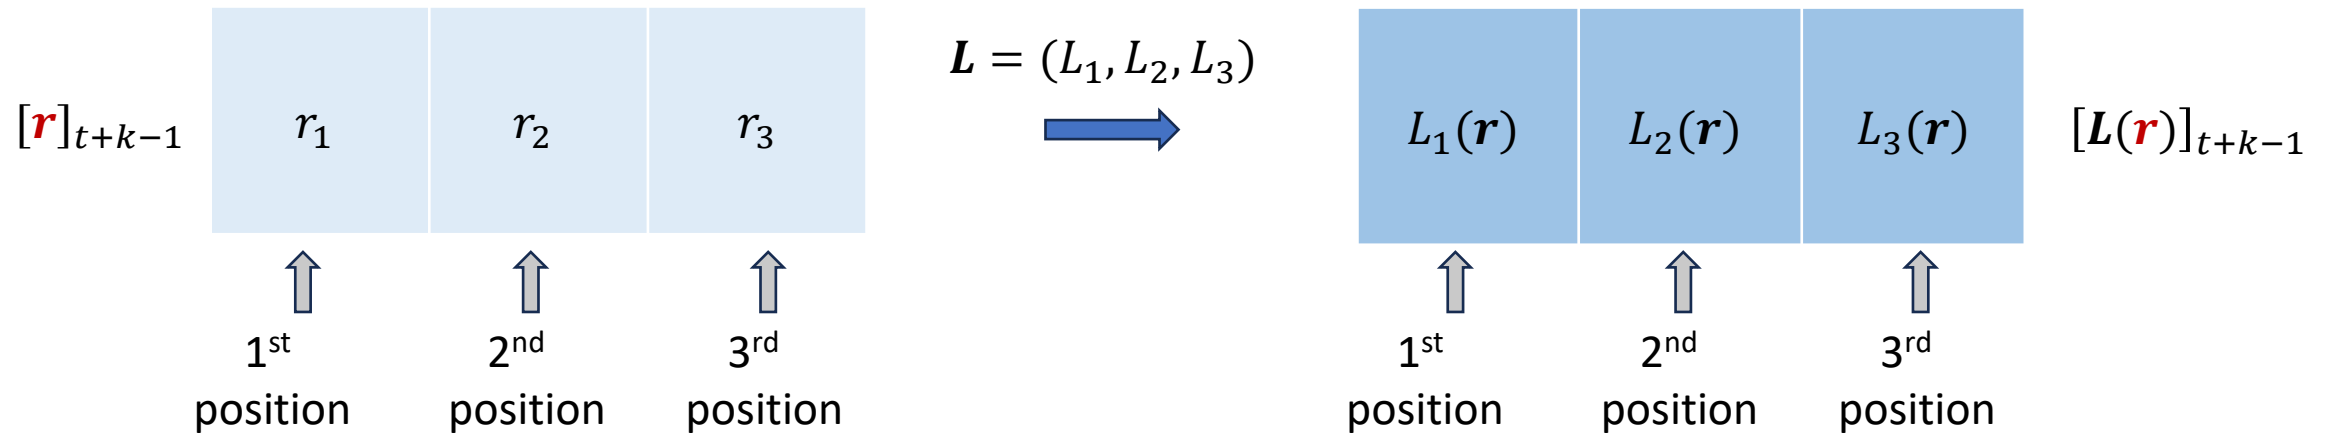 [r]_{t+k−1} r_1 r_2 r_3 L = (L_1, L_2, L_3) L_1(r) L_2(r) L_3(r) [L(r)]_{t+k−1}
1st 2nd 3rd 1st 2nd 3rd
position position position position position position